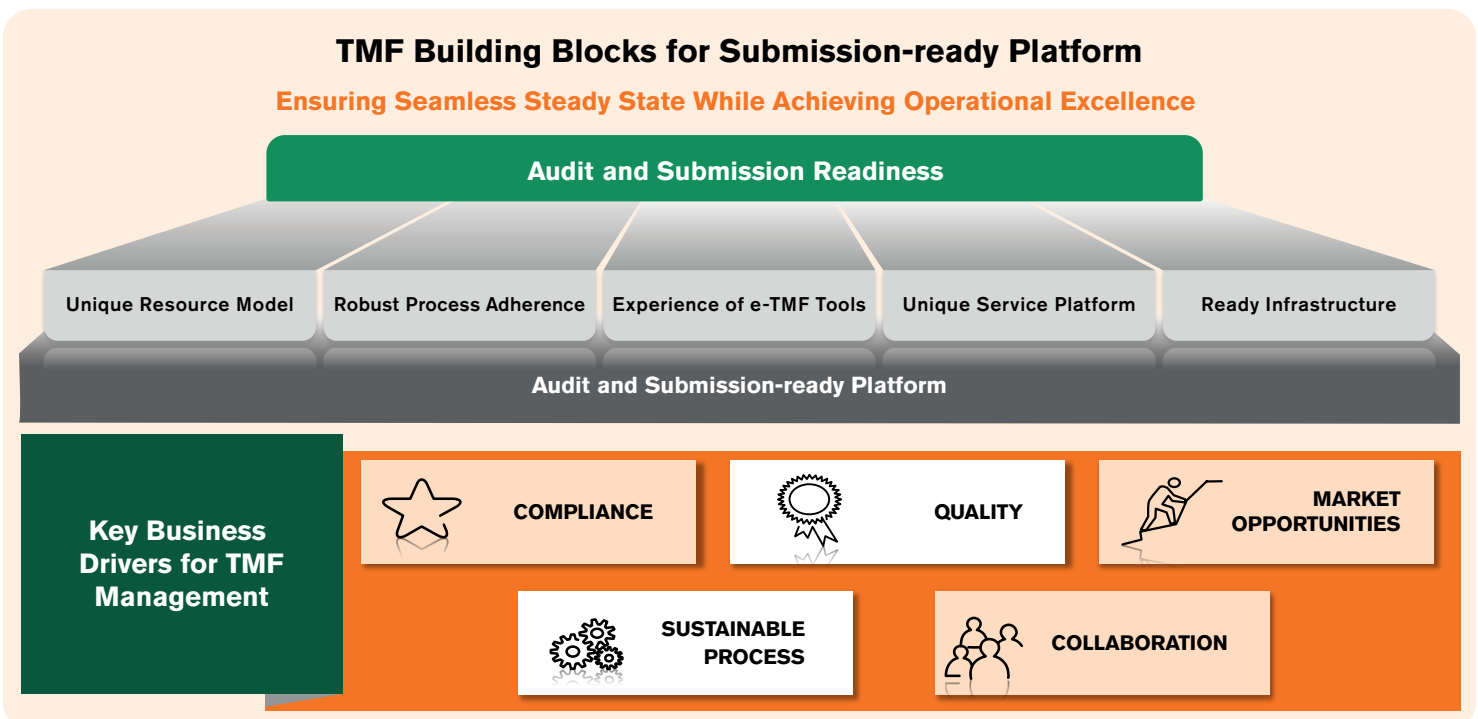 TMF Building Blocks for Submission-ready Platform
Ensuring Seamless Steady State While Achieving Operational Excellence
Audit and Submission Readiness
Unique Resource Model
Robust Process Adherence
Experience of e-TMF Tools
Unique Service Platform
Ready Infrastructure
Audit and Submission-ready Platform
Key Business
Drivers for TMF
Management
COMPLIANCE
QUALITY
MARKET
OPPORTUNITIES
SUSTAINABLE
PROCESS
COLLABORATION